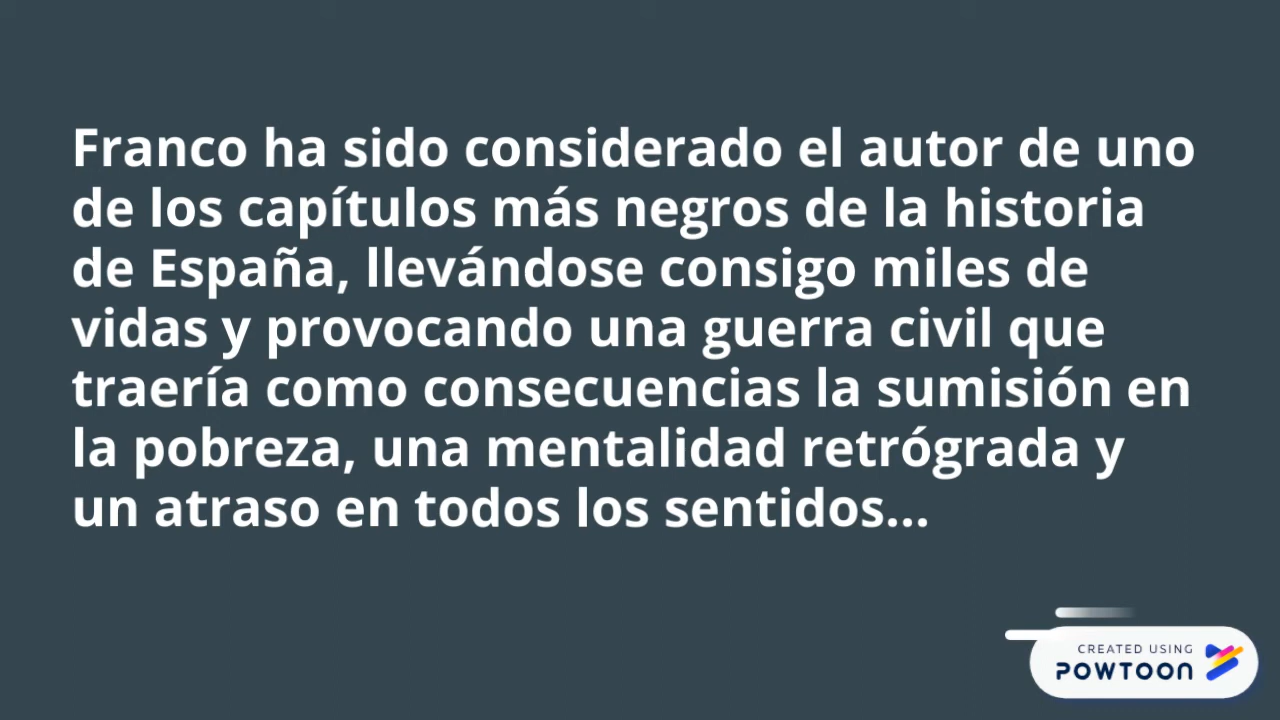 Franco ha sido considerado el autor de uno
de los capítulos más negros de la historia
de España, llevándose consigo miles de
vidas y provocando una guerra civil que
traería como consecuencias la sumisión en
la pobreza, una mentalidad retrógrada y
un atraso en todos los sentidos...
CREATED USING
POWTOON